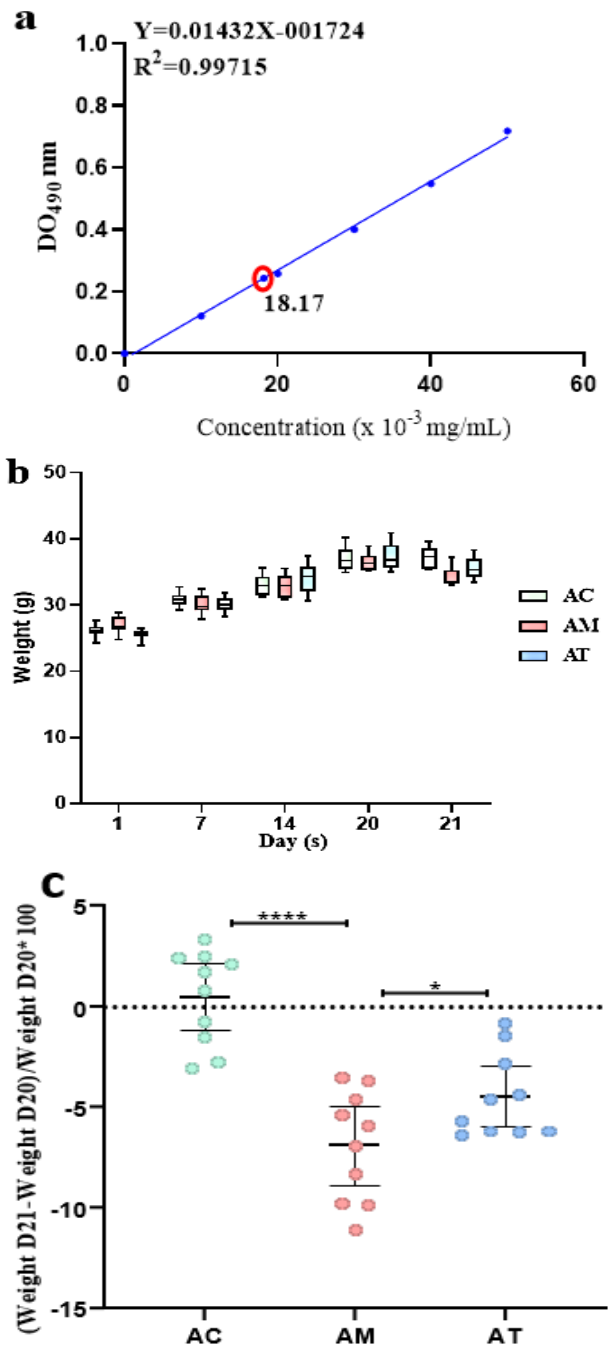 a
Y=0.01432X-001724
R²=0.99715
1.0
0.8
0.6
0.4
0.2
0.0
DO₄₉₀ nm
18.17
0 20 40 60
Concentration (x 10⁻³ mg/mL)
b
50
40
30
20
10
0
Weight (g)
AC
AM
AT
1 7 14 20 21
Day (s)
C
5
0
-5
-10
-15
(Weight D21-Weight D20)/Weight D20*100
****
*
AC AM AT